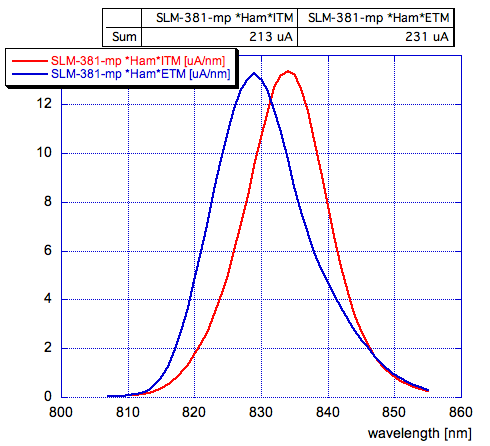 SLM-381-mp *Ham*ITM SLM-381-mp *Ham*ETM
Sum 213 uA 231 uA
SLM-381-mp *Ham*ITM [uA/nm]
SLM-381-mp *Ham*ETM [uA/nm]
12
10
8
6
4
2
0
800 810 820 830 840 850 860
wavelength [nm]